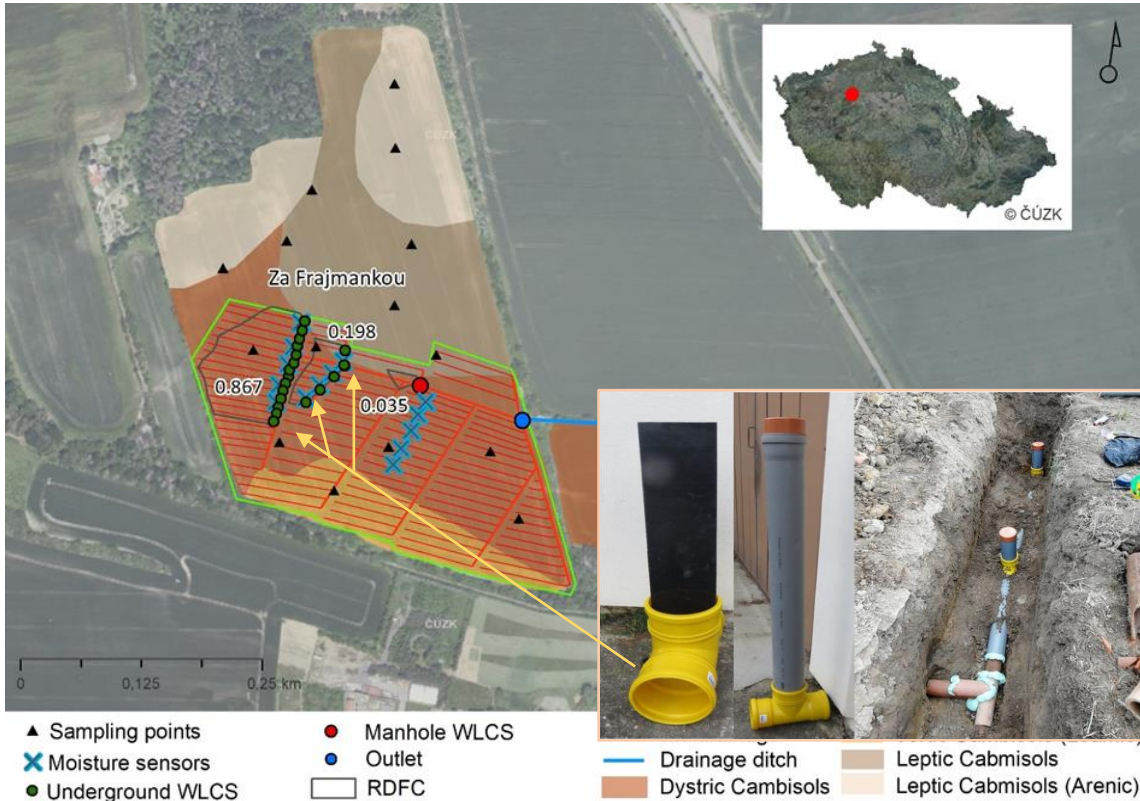 ČÚZK
© ČÚZK
Za Frajmankou
0.198
0.867
0.035
ČÚZK
0
0,125
0.25 km
Sampling points
Moisture sensors
Underground WLCS
Manhole WLCS
Outlet
RDFC
Drainage ditch
Dystric Cambisols
Leptic Cabmisols
Leptic Cabmisols (Arenic)